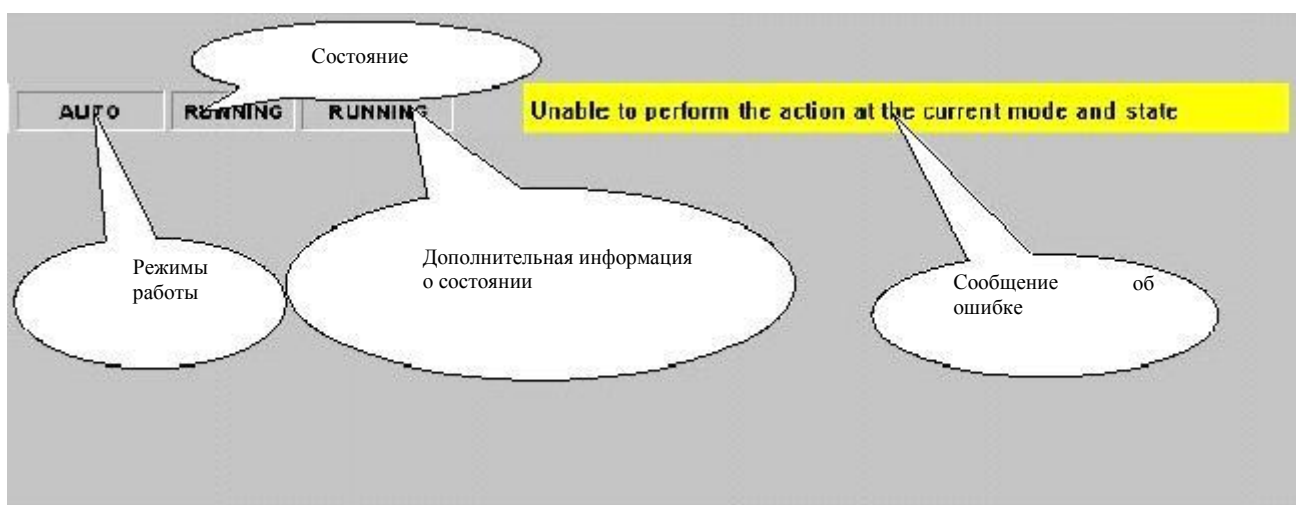 Состояние
AUTO RUNNING RUNNING Unable to perform the action at the current mode and state
Режимы
работы
Дополнительная информация
о состоянии
Сообщение об
ошибке